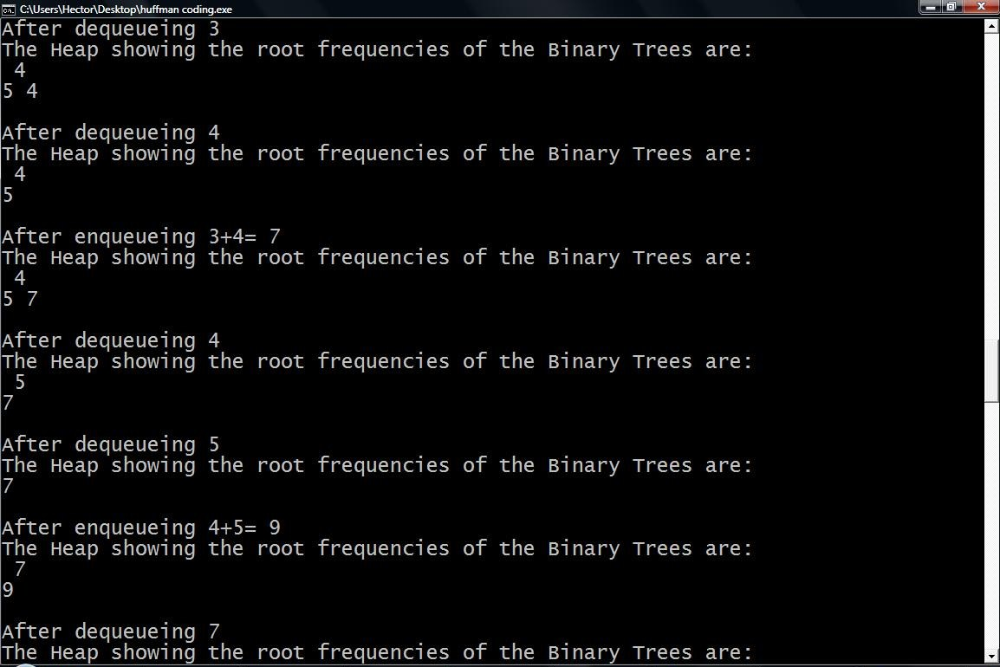 C:\Users\Hector\Desktop\huffman coding.exe
After dequeueing 3
The Heap showing the root frequencies of the Binary Trees are:
 4
5 4

After dequeueing 4
The Heap showing the root frequencies of the Binary Trees are:
 4
5

After enqueueing 3+4= 7
The Heap showing the root frequencies of the Binary Trees are:
 4
5 7

After dequeueing 4
The Heap showing the root frequencies of the Binary Trees are:
 5
7

After dequeueing 5
The Heap showing the root frequencies of the Binary Trees are:
7

After enqueueing 4+5= 9
The Heap showing the root frequencies of the Binary Trees are:
 7
9

After dequeueing 7
The Heap showing the root frequencies of the Binary Trees are: